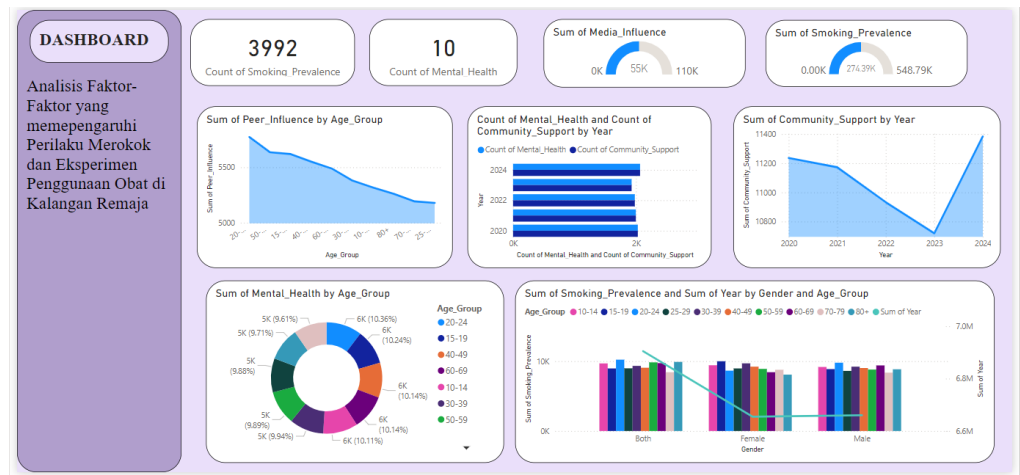 DASHBOARD
Analisis Faktor-
Faktor yang
memepengaruhi
Perilaku Merokok
dan Eksperimen
Penggunaan Obat di
Kalangan Remaja
3992
Count of Smoking_Prevalence
10
Count of Mental_Health
Sum of Media_Influence
0K 55K 110K
Sum of Smoking_Prevalence
0.00K 274.39K 548.79K
Sum of Peer_Influence by Age_Group
Sum of Peer_Influence
5500
5000
20-... 50-... 15-... 40-... 60-... 30-... 10-... 80+ 70-... 25-...
Age_Group
Count of Mental_Health and Count of
Community_Support by Year
Count of Mental_Health Count of Community_Support
Year
2024
2022
2020
0K 2K
Count of Mental_Health and Count of Community_Support
Sum of Community_Support by Year
Sum of Community_Support
11400
11200
11000
10800
2020 2021 2022 2023 2024
Year
Sum of Mental_Health by Age_Group
5K (9.61%)
5K
(9.71%)
5K
(9.88%)
5K
(9.89%)
5K (9.94%)
6K (10.36%)
6K
(10.24%)
6K
(10.14%)
6K
(10.14%)
6K (10.11%)
Age_Group
20-24
15-19
40-49
60-69
10-14
30-39
50-59
Sum of Smoking_Prevalence and Sum of Year by Gender and Age_Group
Age_Group 10-14 15-19 20-24 25-29 30-39 40-49 50-59 60-69 70-79 80+ Sum of Year
Sum of Smoking_Prevalence
10K
0K
Both Female Male
Gender
7.0M
6.8M
6.6M
Sum of Year